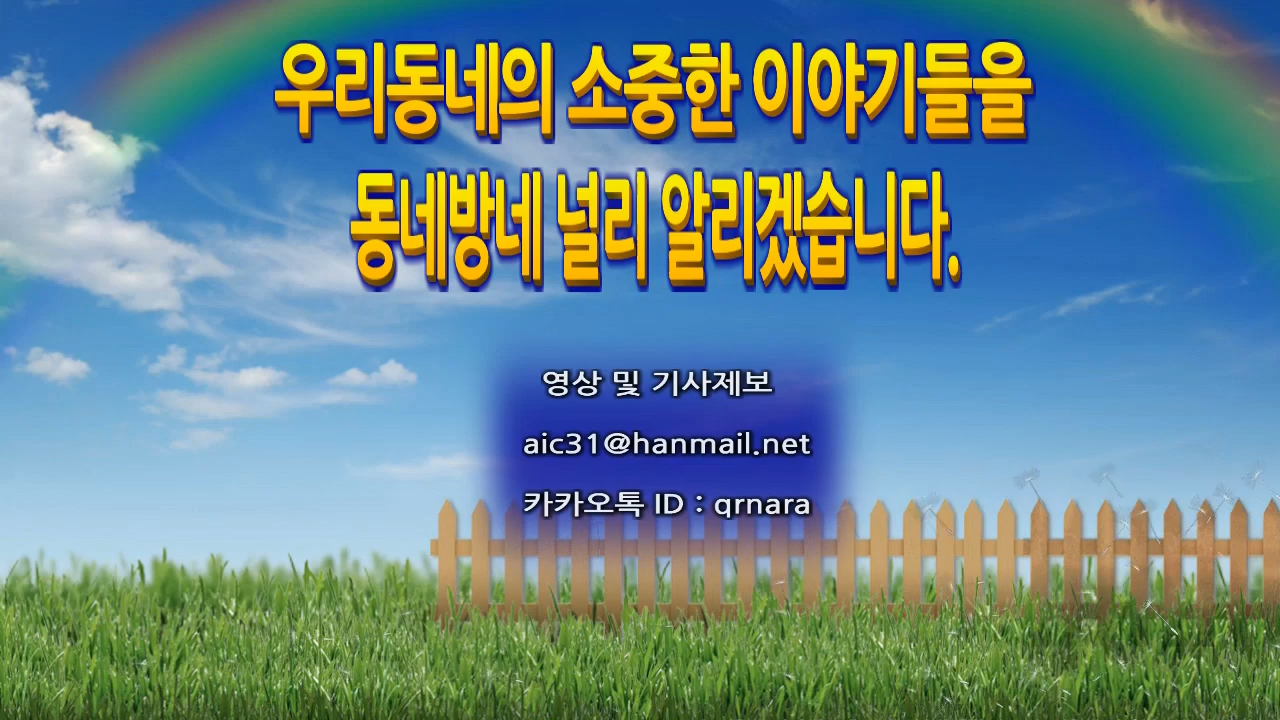 우리동네의 소중한 이야기들을
동네방네 널리 알리겠습니다.
영상 및 기사제보
aic31@hanmail.net
카카오톡 ID : qrnara